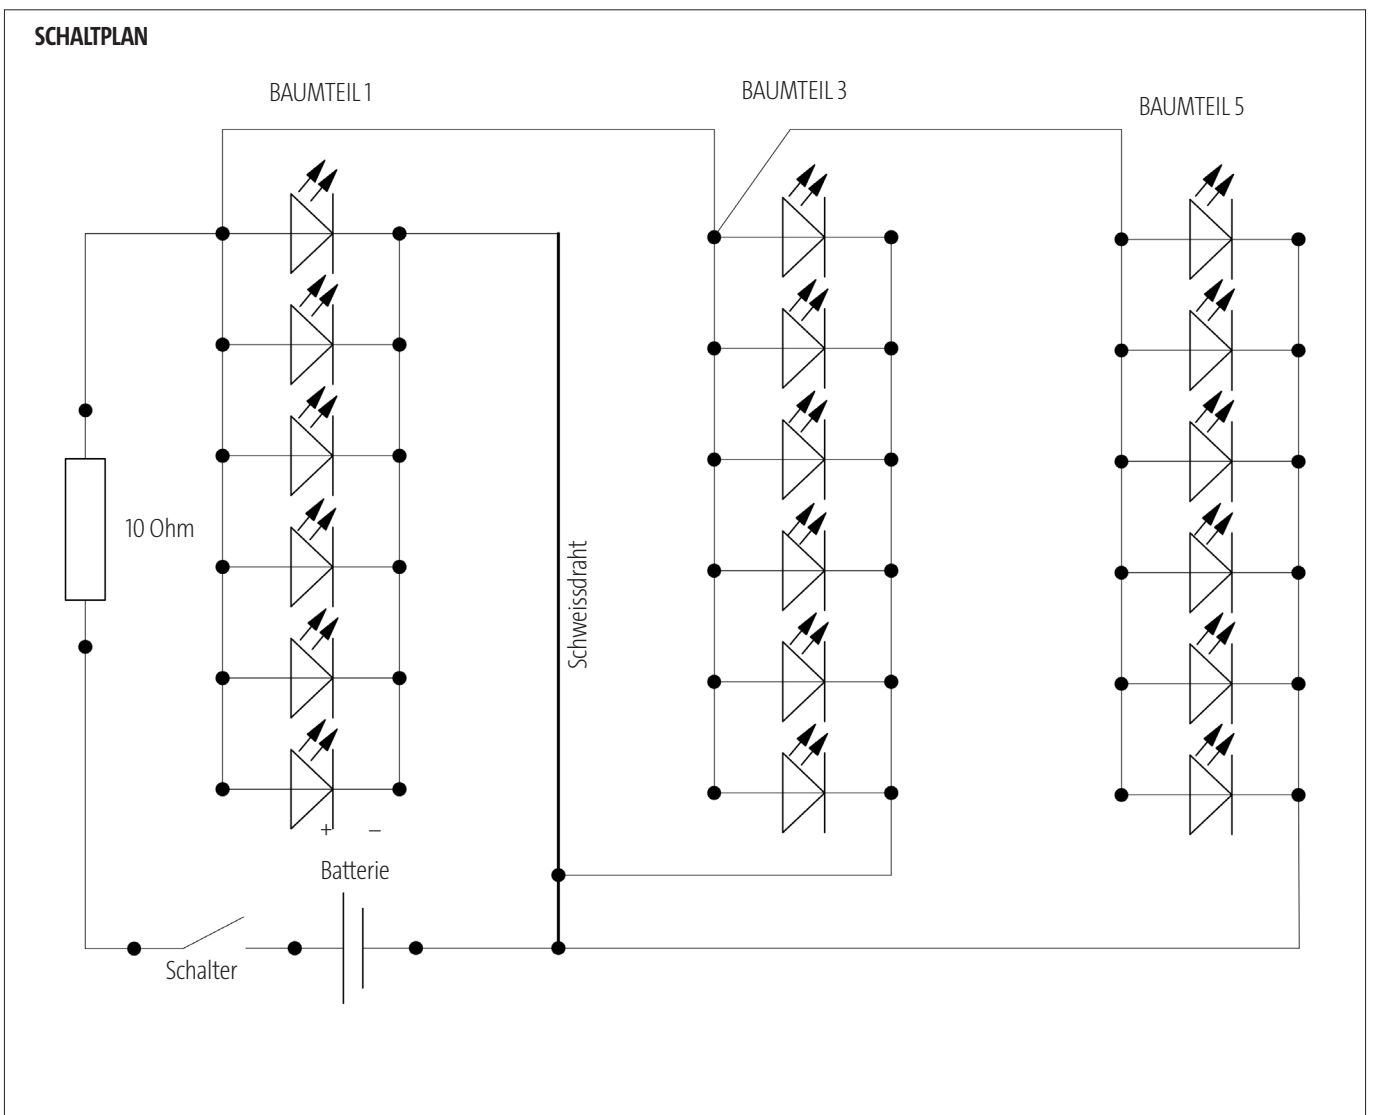 SCHALTPLAN
BAUMTEIL 1
BAUMTEIL 3
BAUMTEIL 5
10 Ohm
Schweissdraht
+ –
Batterie
Schalter